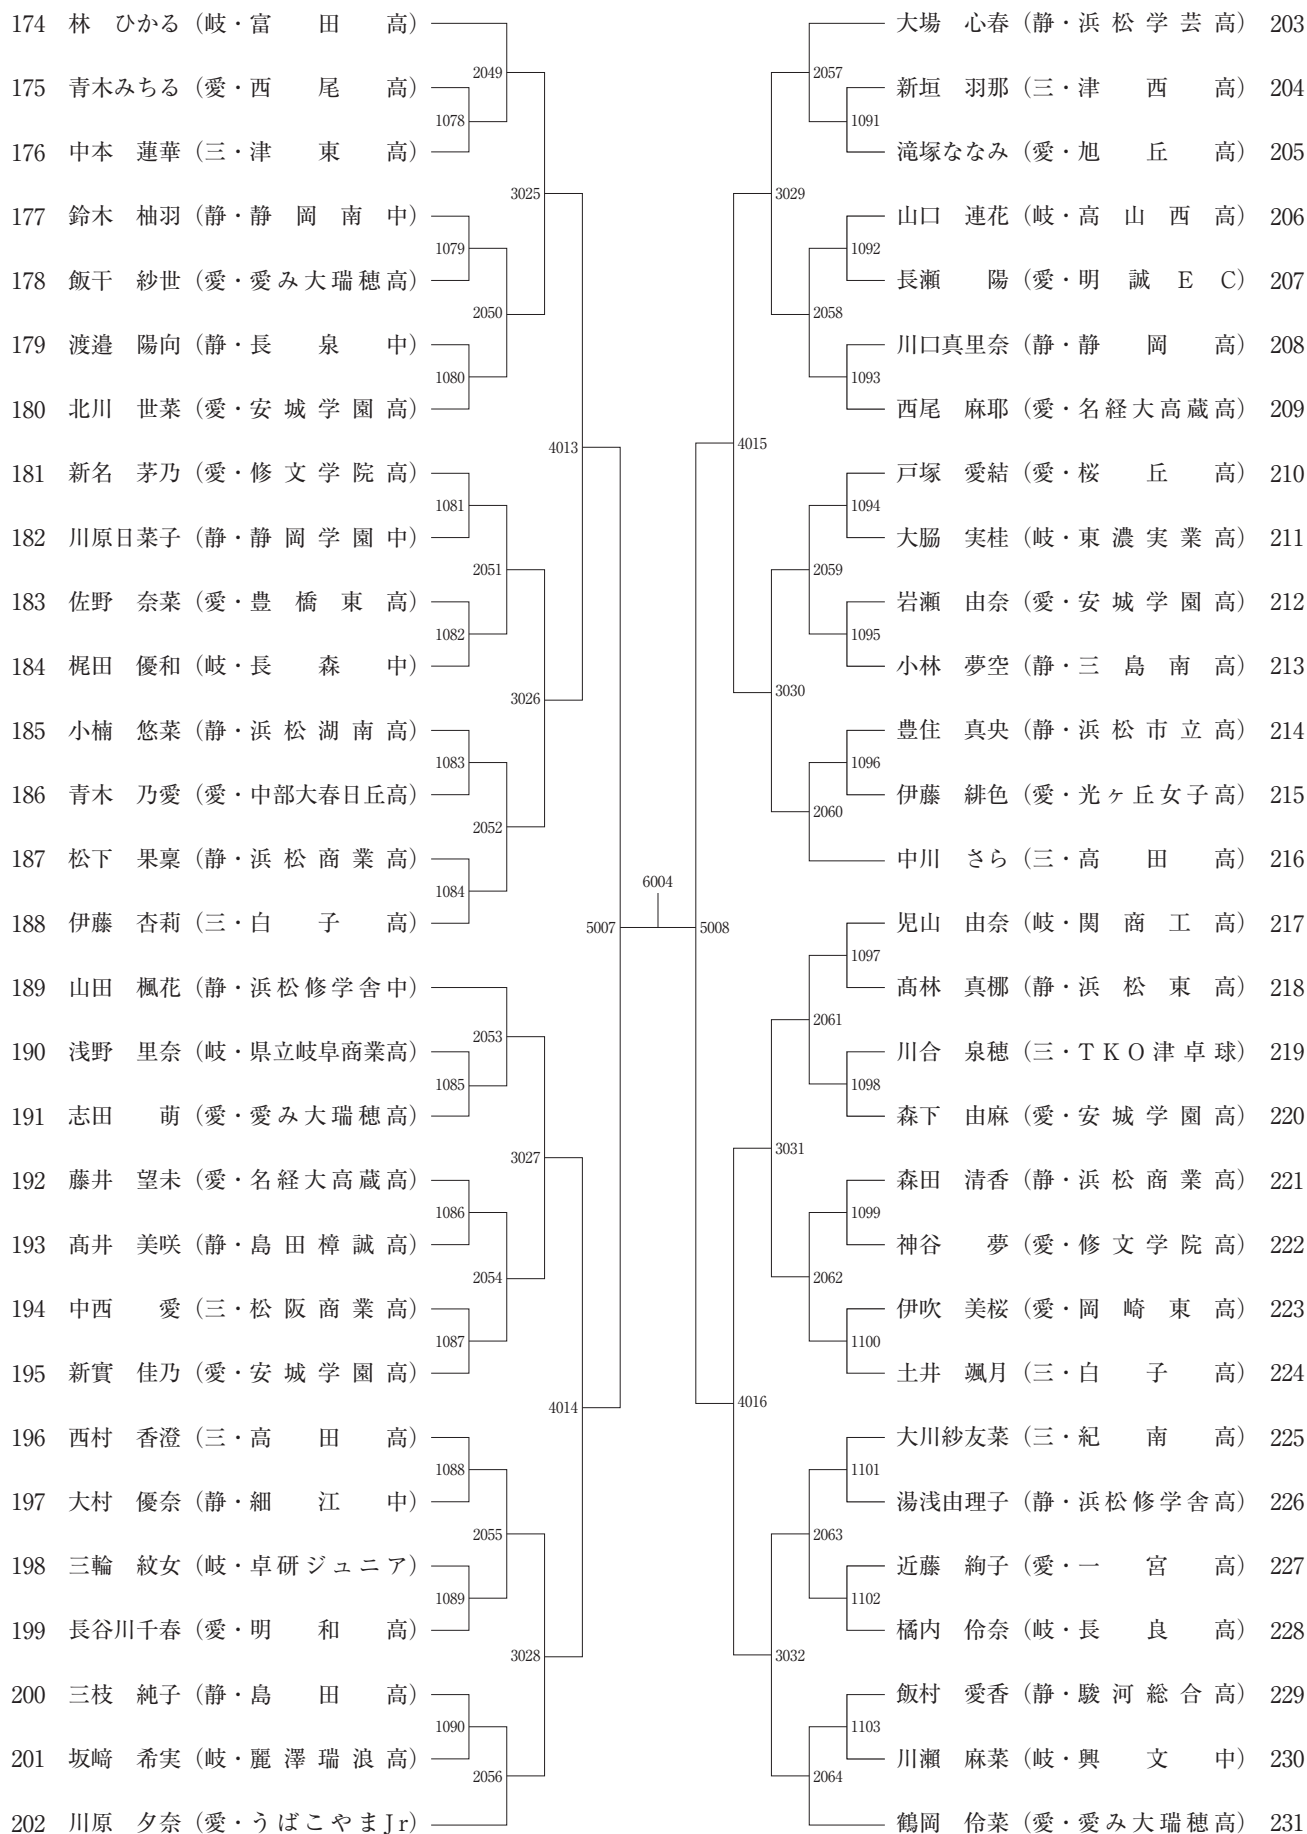 174 林 ひかる (岐・富田高)
175 青木みちる (愛・西尾高)
176 中本 蓮華 (三・津東高)
177 鈴木 柚羽 (静・静岡南中)
178 飯干 紗世 (愛・愛み大瑞穂高)
179 渡邉 陽向 (静・長泉中)
180 北川 世菜 (愛・安城学園高)
181 新名 茅乃 (愛・修文学院高)
182 川原日菜子 (静・静岡学園中)
183 佐野 奈菜 (愛・豊橋東高)
184 梶田 優和 (岐・長森中)
185 小楠 悠菜 (静・浜松湖南高)
186 青木 乃愛 (愛・中部大春日丘高)
187 松下 果稟 (静・浜松商業高)
188 伊藤 杏莉 (三・白子高)
189 山田 楓花 (静・浜松修学舎中)
190 浅野 里奈 (岐・県立岐阜商業高)
191 志田 萌 (愛・愛み大瑞穂高)
192 藤井 望未 (愛・名経大高蔵高)
193 髙井 美咲 (静・島田樟誠高)
194 中西 愛 (三・松阪商業高)
195 新實 佳乃 (愛・安城学園高)
196 西村 香澄 (三・高田高)
197 大村 優奈 (静・細江中)
198 三輪 紋女 (岐・卓研ジュニア)
199 長谷川千春 (愛・明和高)
200 三枝 純子 (静・島田高)
201 坂﨑 希実 (岐・麗澤瑞浪高)
202 川原 夕奈 (愛・うばこやまJr)
1078
1079
1080
1081
1082
1083
1084
1085
1086
1087
1088
1089
1090
2049
2050
2051
2052
2053
2054
2055
2056
3025
3026
3027
3028
4013
4014
5007
6004
5008
4015
4016
3029
3030
3031
3032
2057
2058
2059
2060
2061
2062
2063
2064
1091
1092
1093
1094
1095
1096
1097
1098
1099
1100
1101
1102
1103
大場 心春 (静・浜松学芸高) 203
新垣 羽那 (三・津西高) 204
滝塚ななみ (愛・旭丘高) 205
山口 連花 (岐・高山西高) 206
長瀬 陽 (愛・明誠EC) 207
川口真里奈 (静・静岡高) 208
西尾 麻耶 (愛・名経大高蔵高) 209
戸塚 愛結 (愛・桜丘高) 210
大脇 実桂 (岐・東濃実業高) 211
岩瀬 由奈 (愛・安城学園高) 212
小林 夢空 (静・三島南高) 213
豊住 真央 (静・浜松市立高) 214
伊藤 緋色 (愛・光ヶ丘女子高) 215
中川 さら (三・高田高) 216
児山 由奈 (岐・関商工高) 217
髙林 真梛 (静・浜松東高) 218
川合 泉穂 (三・TKO津卓球) 219
森下 由麻 (愛・安城学園高) 220
森田 清香 (静・浜松商業高) 221
神谷 夢 (愛・修文学院高) 222
伊吹 美桜 (愛・岡崎東高) 223
土井 颯月 (三・白子高) 224
大川紗友菜 (三・紀南高) 225
湯浅由理子 (静・浜松修学舎高) 226
近藤 絢子 (愛・一宮高) 227
橘内 伶奈 (岐・長良高) 228
飯村 愛香 (静・駿河総合高) 229
川瀨 麻菜 (岐・興文中) 230
鶴岡 伶菜 (愛・愛み大瑞穂高) 231